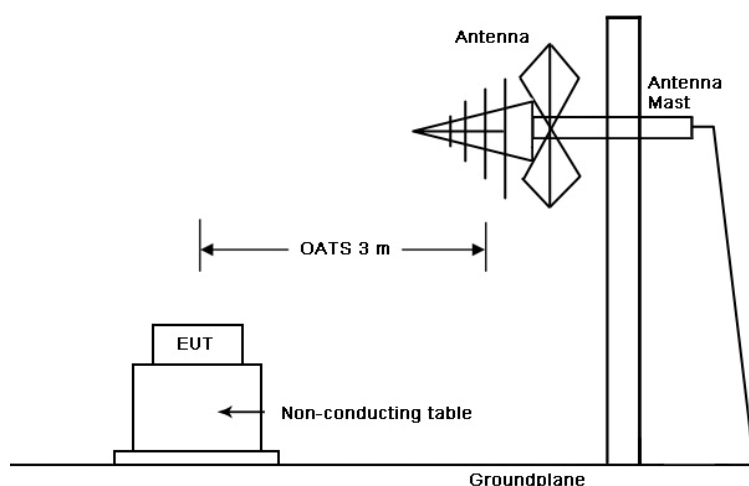 Antenna
Antenna
Mast
OATS 3 m
EUT
Non-conducting table
Groundplane